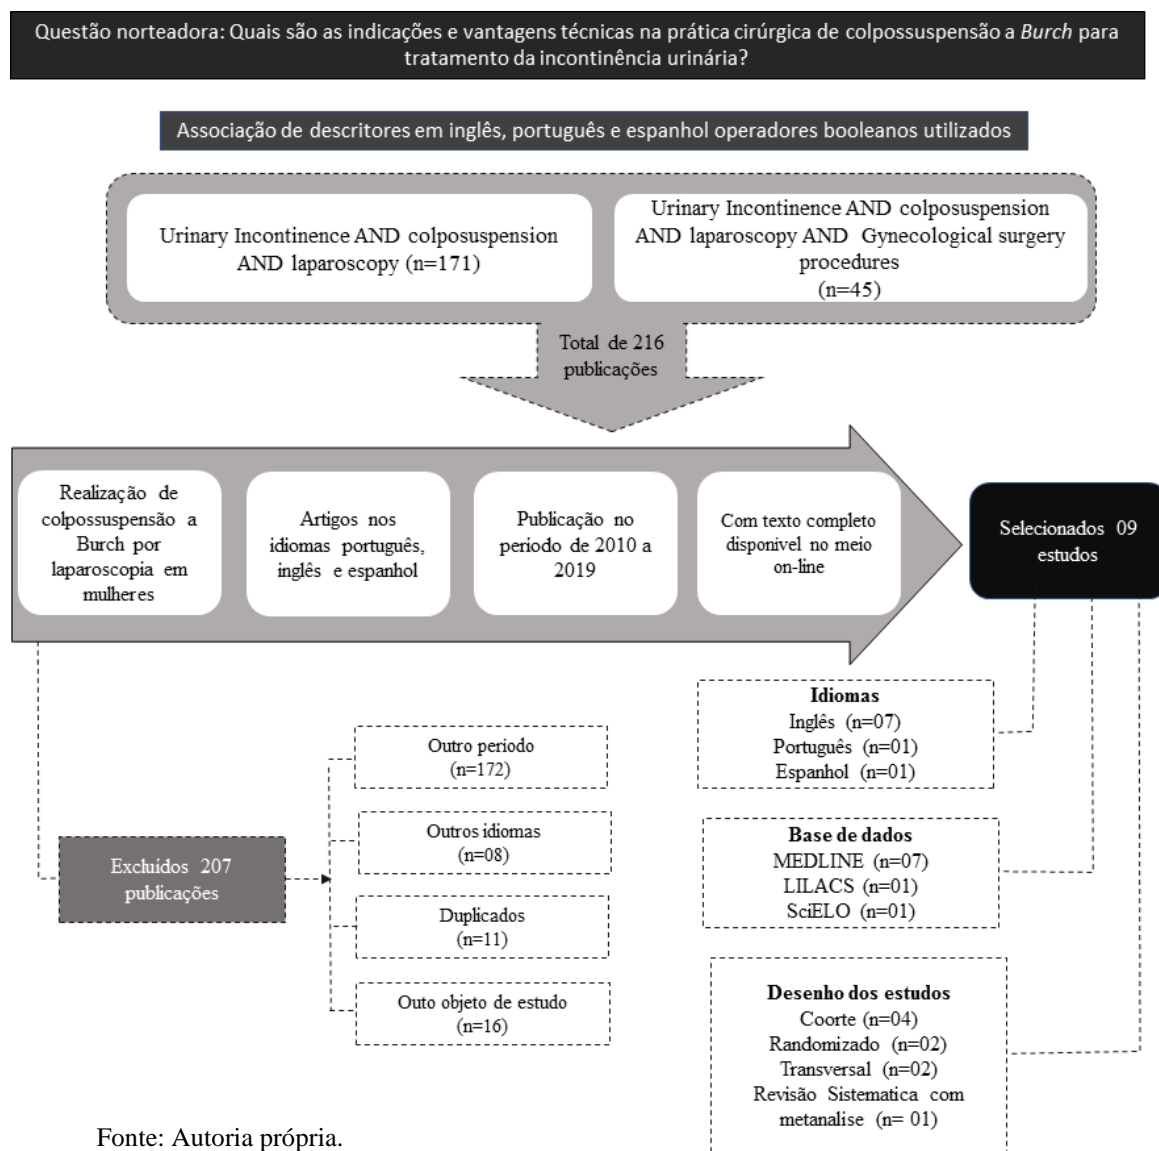 Questão norteadora: Quais são as indicações e vantagens técnicas na prática cirúrgica de colpossuspensão a Burch para
tratamento da incontinência urinária?
Associação de descritores em inglês, português e espanhol operadores booleanos utilizados
Urinary Incontinence AND colposuspension
AND laparoscopy (n=171)
Urinary Incontinence AND colposuspension
AND laparoscopy AND Gynecological surgery
procedures
(n=45)
Total de 216
publicações
Realização de
colpossuspensão a
Burch por
laparoscopia em
mulheres
Artigos nos
idiomas português,
inglês e espanhol
Publicação no
periodo de 2010 a
2019
Com texto completo
disponivel no meio
on-line
Selecionados 09
estudos
Excluidos 207
publicações
Outro periodo
(n=172)
Outros idiomas
(n=08)
Duplicados
(n=11)
Outo objeto de estudo
(n=16)
Idiomas
Inglês (n=07)
Português (n=01)
Espanhol (n=01)
Base de dados
MEDLINE (n=07)
LILACS (n=01)
SciELO (n=01)
Desenho dos estudos
Coorte (n=04)
Randomizado (n=02)
Transversal (n=02)
Revisão Sistematica com
metanalise (n= 01)
Fonte: Autoria própria.